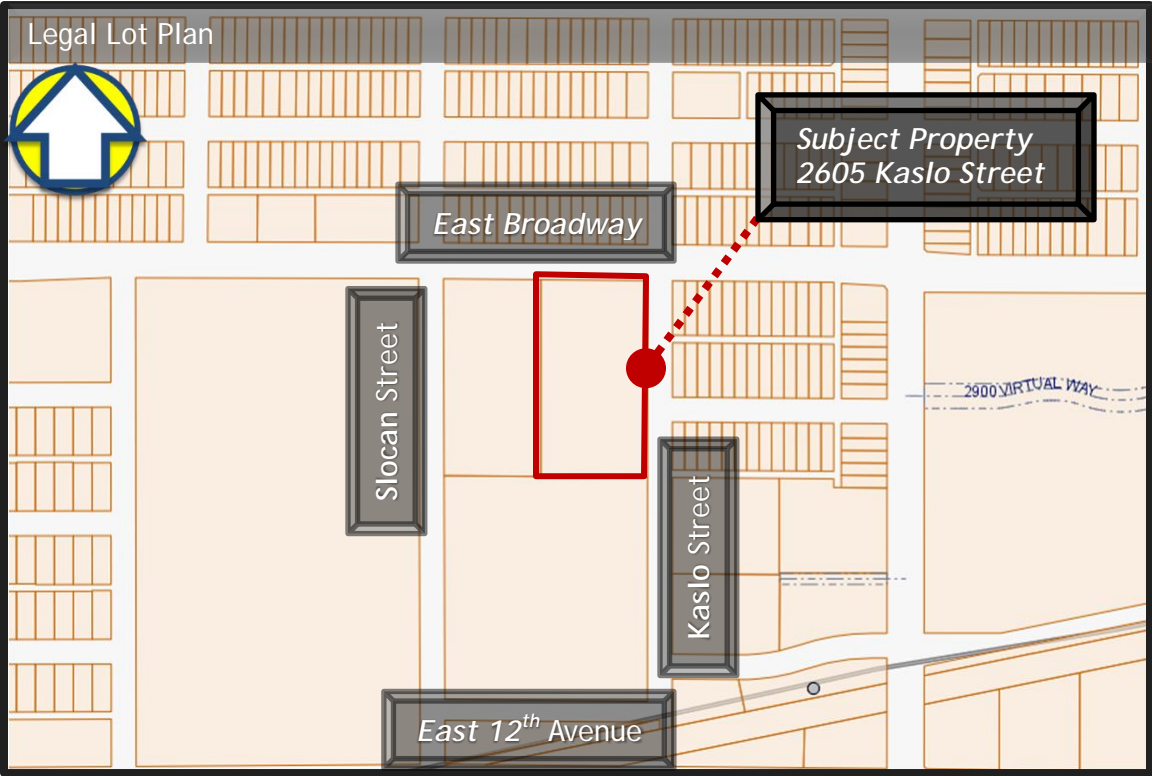 Legal Lot Plan
Subject Property
2605 Kaslo Street
East Broadway
Slocan Street
2900 VIRTUAL WAY
Kaslo Street
East 12th Avenue